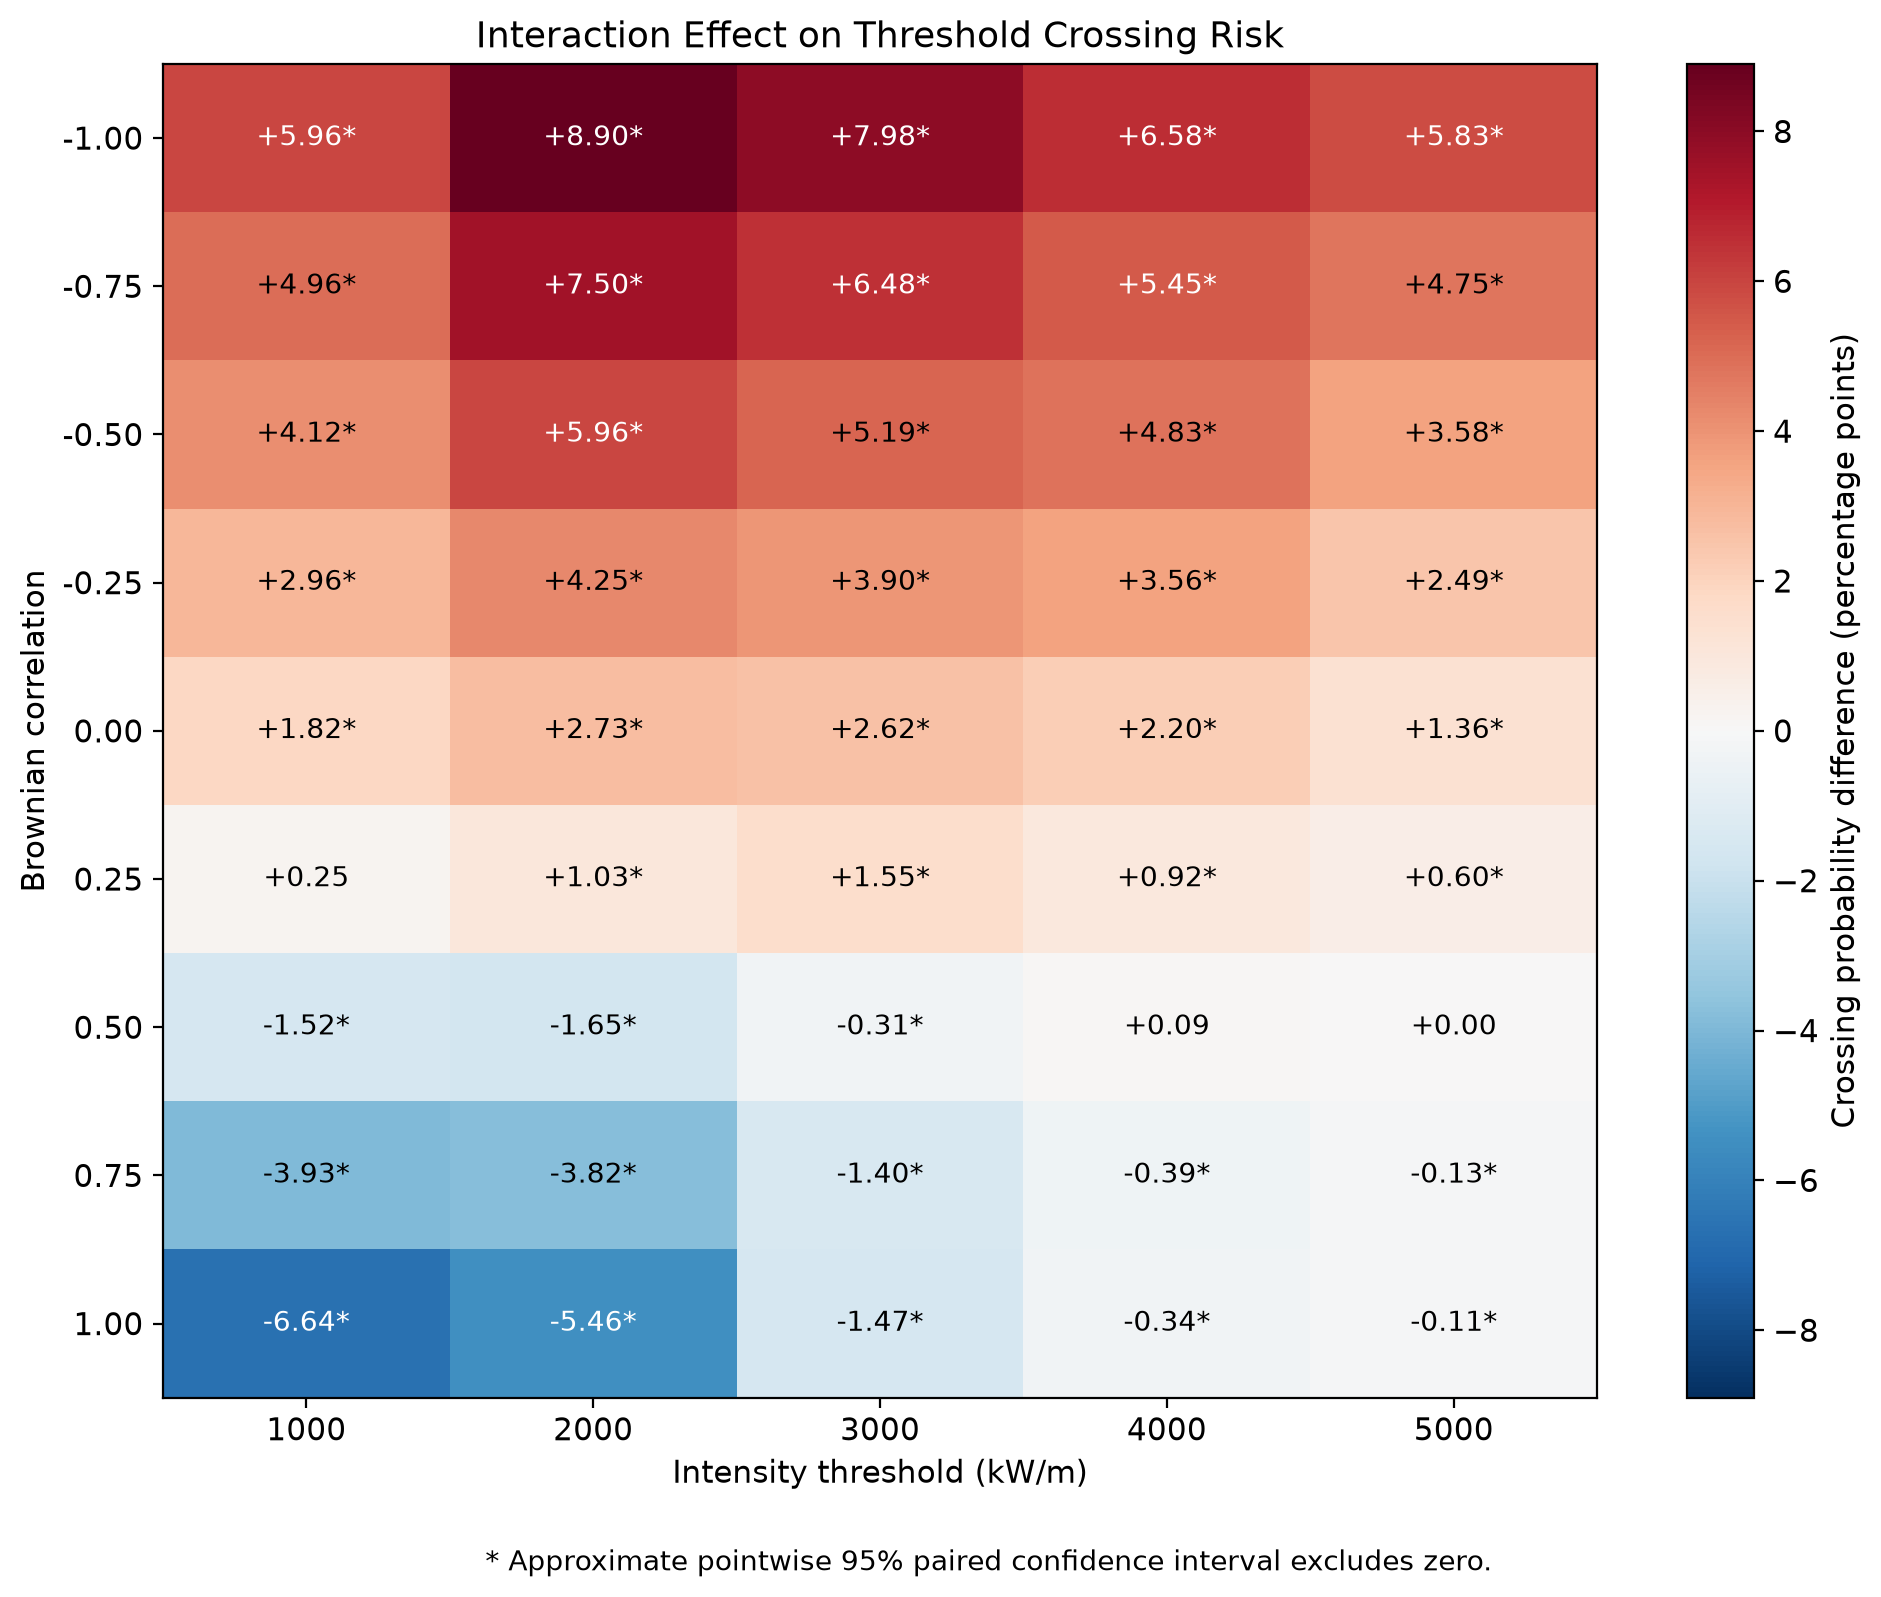 Interaction Effect on Threshold Crossing Risk
-1.00 +5.96* +8.90* +7.98* +6.58* +5.83*
-0.75 +4.96* +7.50* +6.48* +5.45* +4.75*
-0.50 +4.12* +5.96* +5.19* +4.83* +3.58*
-0.25 +2.96* +4.25* +3.90* +3.56* +2.49*
0.00 +1.82* +2.73* +2.62* +2.20* +1.36*
0.25 +0.25 +1.03* +1.55* +0.92* +0.60*
0.50 -1.52* -1.65* -0.31* +0.09 +0.00
0.75 -3.93* -3.82* -1.40* -0.39* -0.13*
1.00 -6.64* -5.46* -1.47* -0.34* -0.11*
Brownian correlation
1000 2000 3000 4000 5000
Intensity threshold (kW/m)
8
6
4
2
0
−2
−4
−6
−8
Crossing probability difference (percentage points)
* Approximate pointwise 95% paired confidence interval excludes zero.